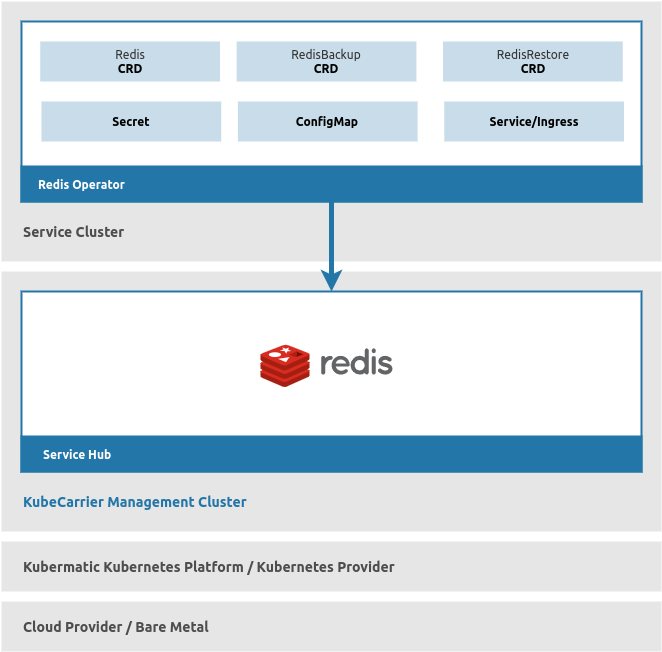 Redis
CRD
RedisBackup
CRD
RedisRestore
CRD
Secret
ConfigMap
Service/Ingress
Redis Operator
Service Cluster
redis
Service Hub
KubeCarrier Management Cluster
Kubermatic Kubernetes Platform / Kubernetes Provider
Cloud Provider / Bare Metal